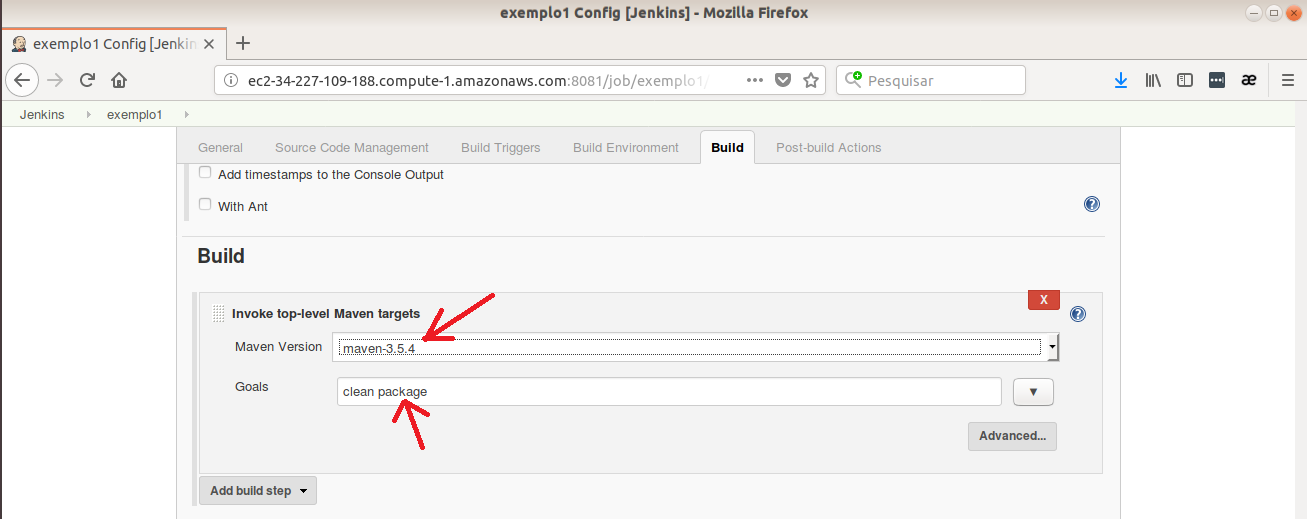 exemplo1 Config [Jenkins] - Mozilla Firefox
exemplo1 Config [Jenkin
ec2-34-227-109-188.compute-1.amazonaws.com:8081/job/exemplo1/
Pesquisar
æ
Jenkins exemplo1
General Source Code Management Build Triggers Build Environment Build Post-build Actions
Add timestamps to the Console Output
With Ant
?
Build
X
Invoke top-level Maven targets
?
Maven Version maven-3.5.4
Goals clean package
Advanced...
Add build step